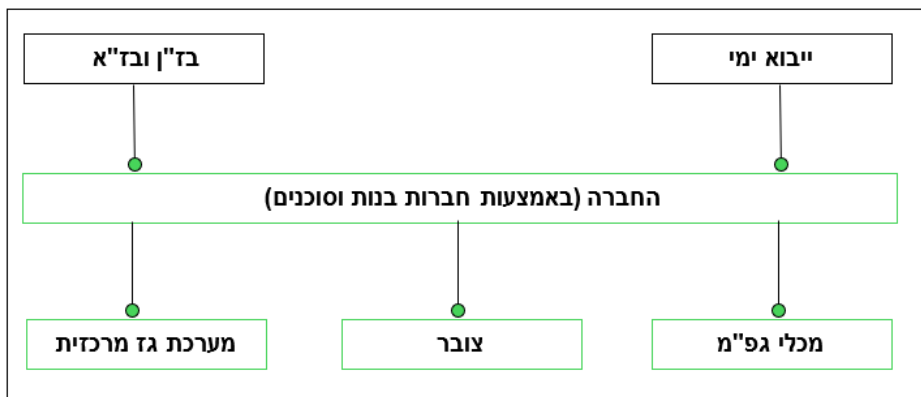 ייבוא ימי
בז"ן ובז"א
החברה (באמצעות חברות בנות וסוכנים)
מכלי גפ"מ
צובר
מערכת גז מרכזית